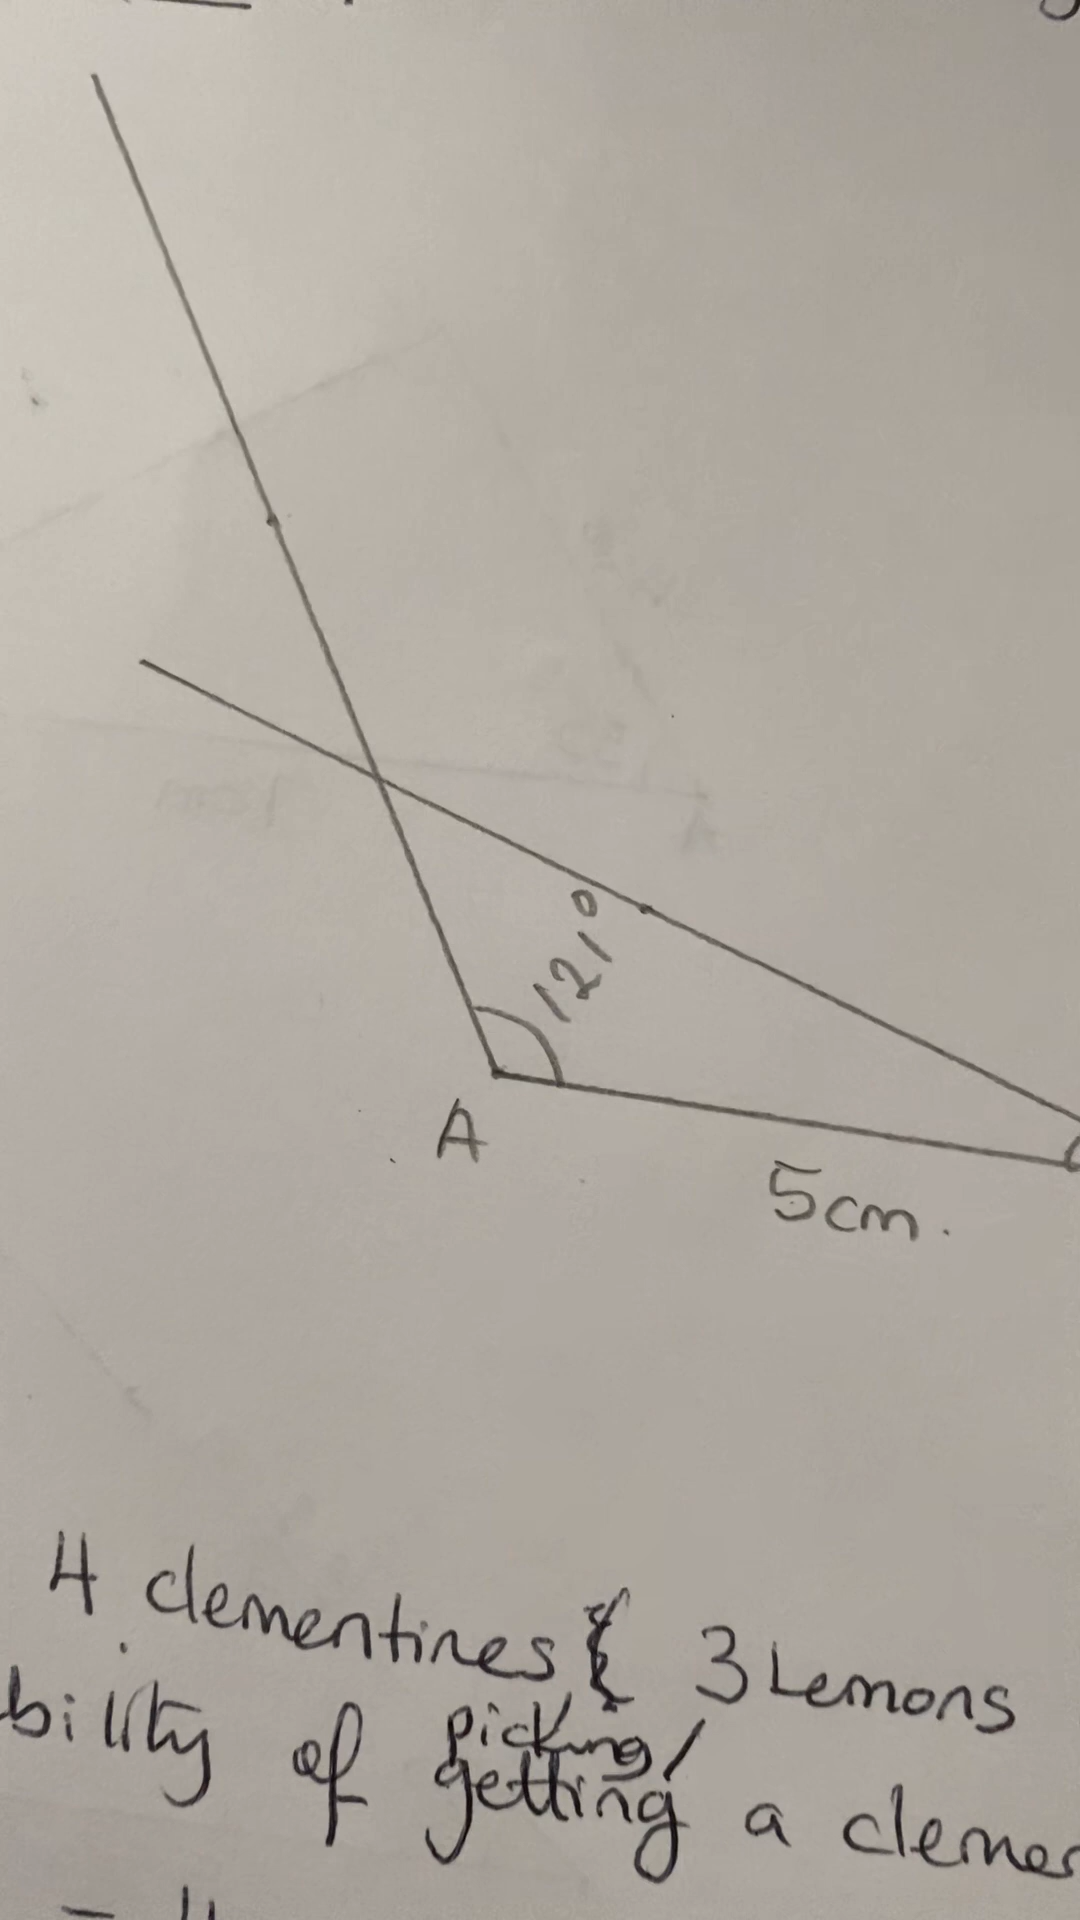 121°
A
5cm.
4 clementines & 3 Lemons
bility of picking/
getting a clemen